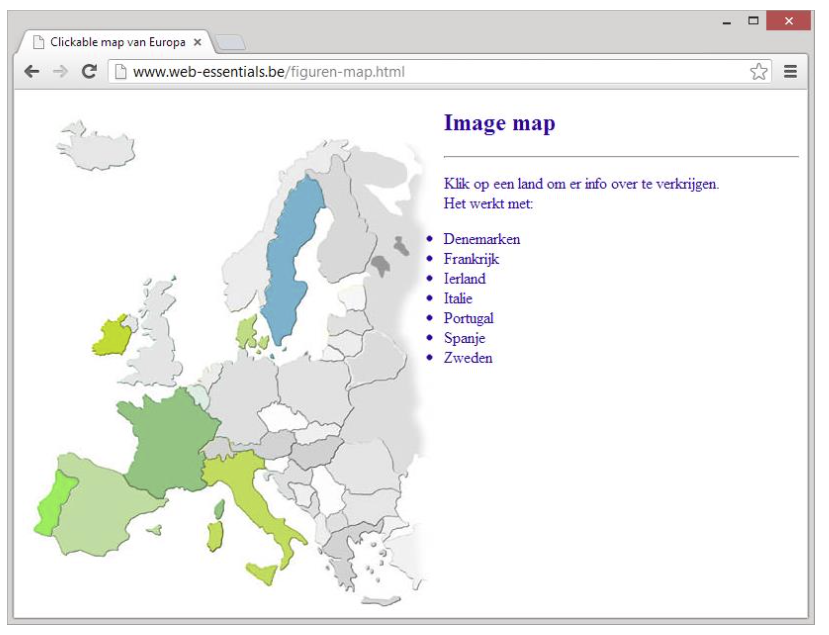 Clickable map van Europa
www.web-essentials.be/figuren-map.html
Image map
Klik op een land om er info over te verkrijgen.
Het werkt met:
Denemarken
Frankrijk
Ierland
Italie
Portugal
Spanje
Zweden